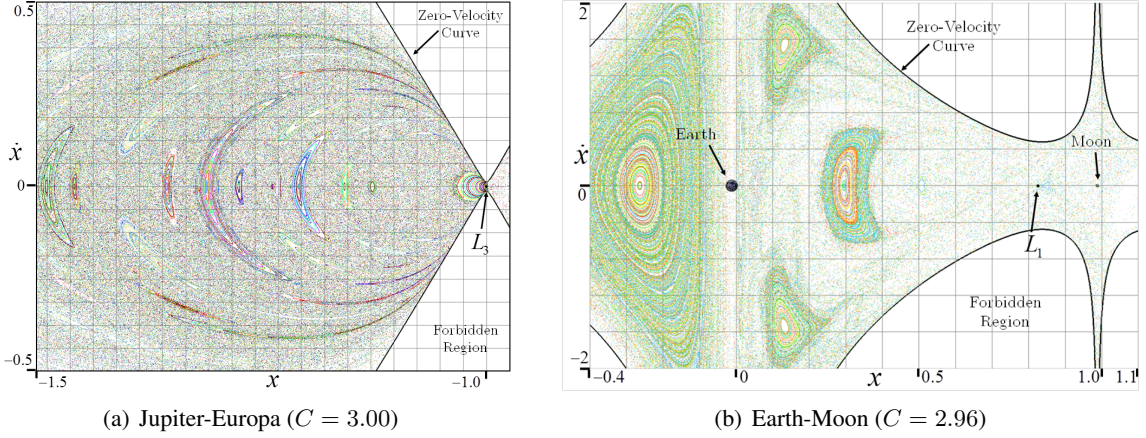 0.5
Zero-Velocity
Curve
ẋ
0
L₃
Forbidden
Region
−0.5
−1.5
x
−1.0
(a) Jupiter-Europa (C = 3.00)
2
Zero-Velocity
Curve
Earth
Moon
ẋ
0
L₁
Forbidden
Region
−2
−0.4
0
x
0.5
1.0
1.1
(b) Earth-Moon (C = 2.96)